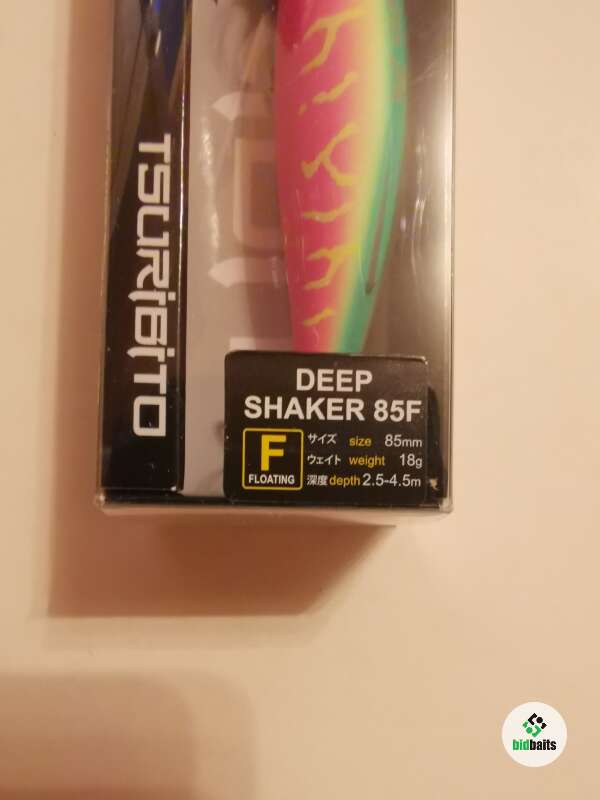 TSURIBITO
DEEP
SHAKER 85F
F
FLOATING
サイズ size 85mm
ウェイト weight 18g
深度 depth 2.5-4.5m
bidbaits